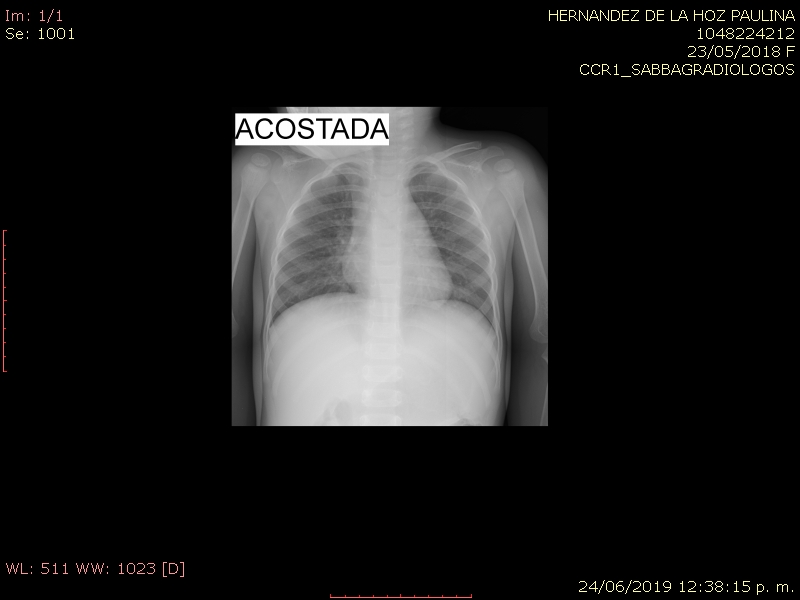 Im: 1/1
Se: 1001
HERNANDEZ DE LA HOZ PAULINA
1048224212
23/05/2018 F
CCR1_SABBAGRADIOLOGOS
ACOSTADA
WL: 511 WW: 1023 [D]
24/06/2019 12:38:15 p. m.